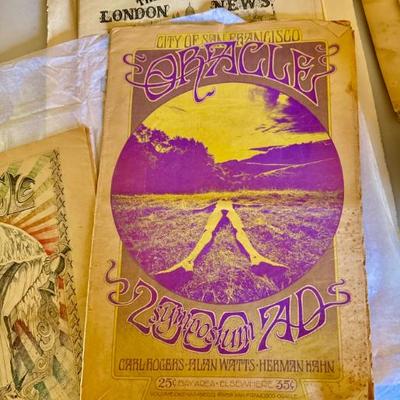 LONDON NEWS.
CITY OF SAN FRANCISCO
ORACLE
2000 AD
symposium
CARL ROGERS · ALAN WATTS · HERMAN KAHN
25¢ BAY AREA - ELSEWHERE 35¢